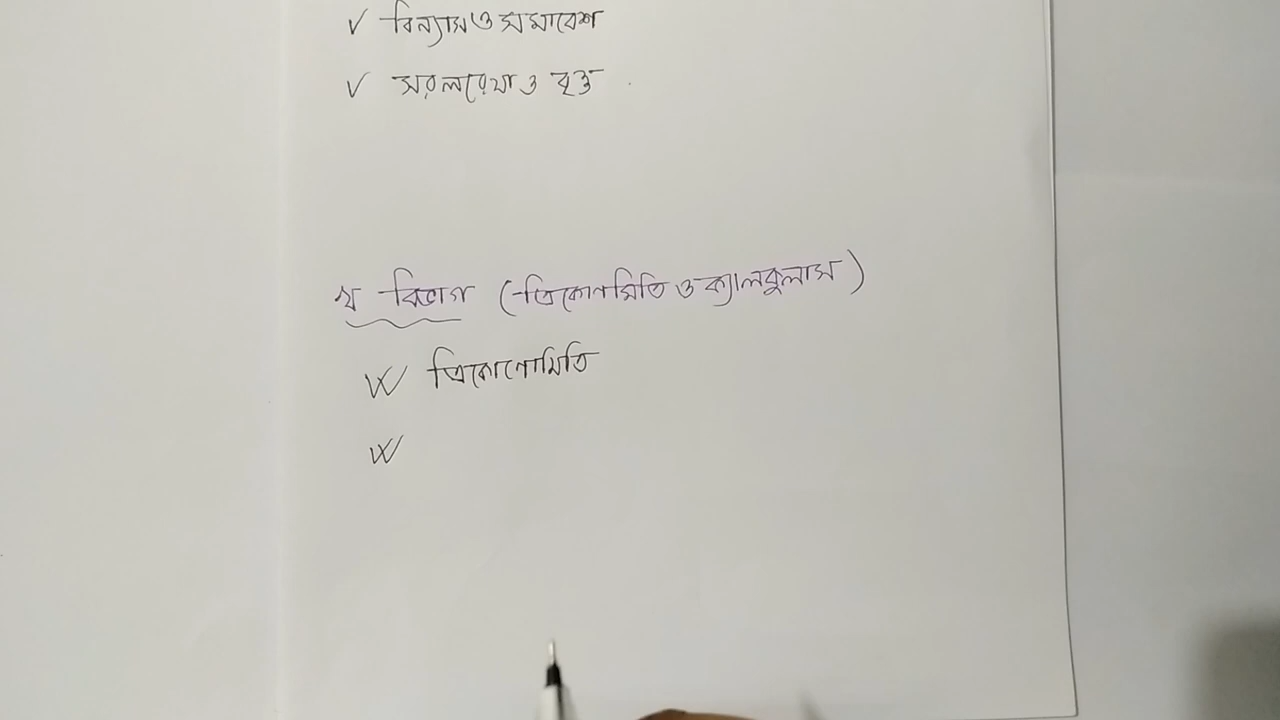 ✓ বিন্যাস ও সমাবেশ
✓ সরলরেখা ও বৃত্ত
খ বিভাগ (ত্রিকোণমিতি ও ক্যালকুলাস)
ত্রিকোনোমিতি